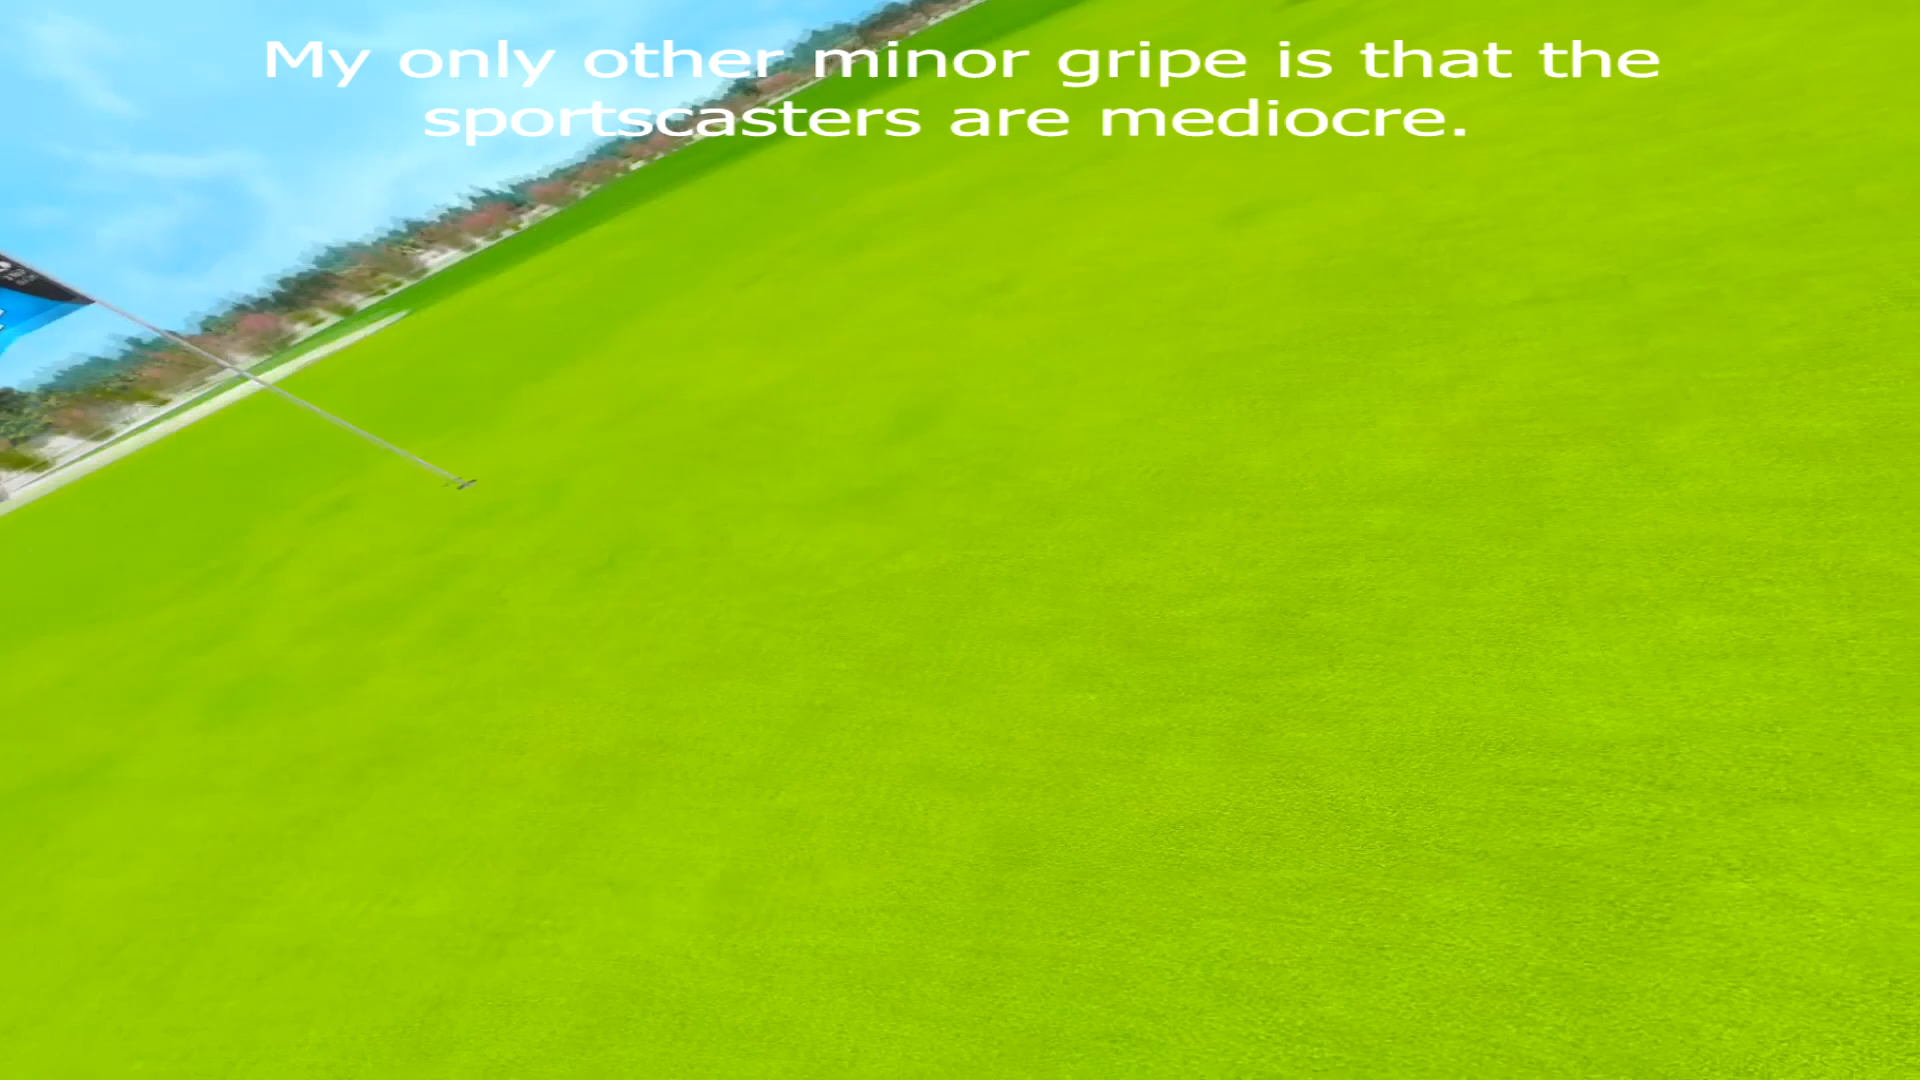 My only other minor gripe is that the
sportscasters are mediocre.